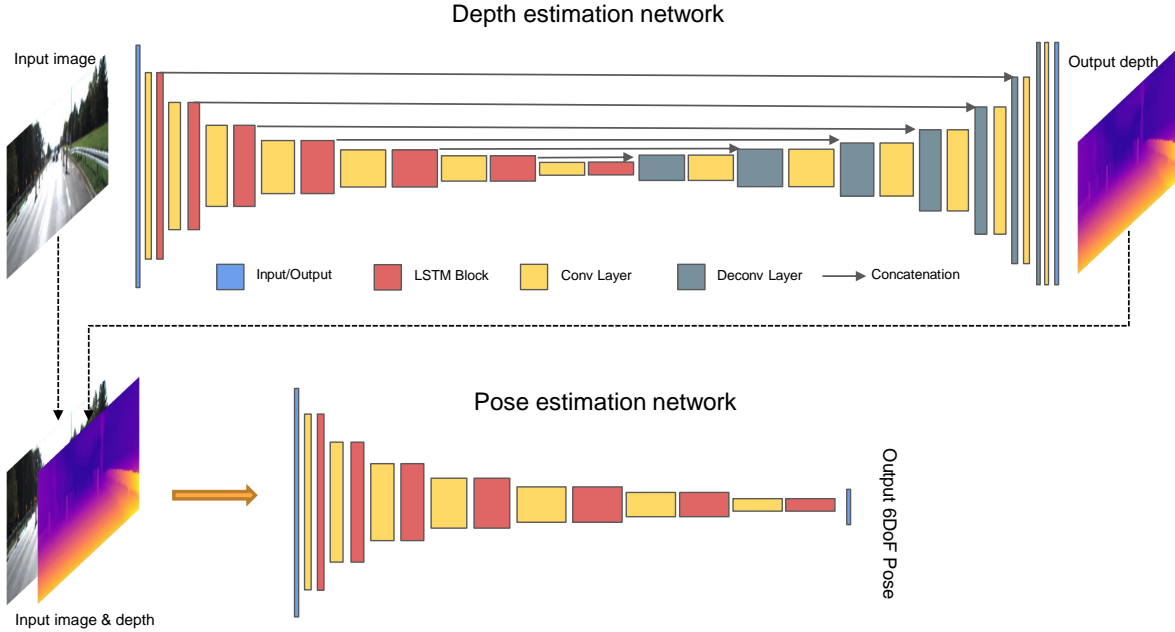 Depth estimation network
Input image
Output depth
Input/Output
LSTM Block
Conv Layer
Deconv Layer
Concatenation
Pose estimation network
Output 6DoF Pose
Input image & depth